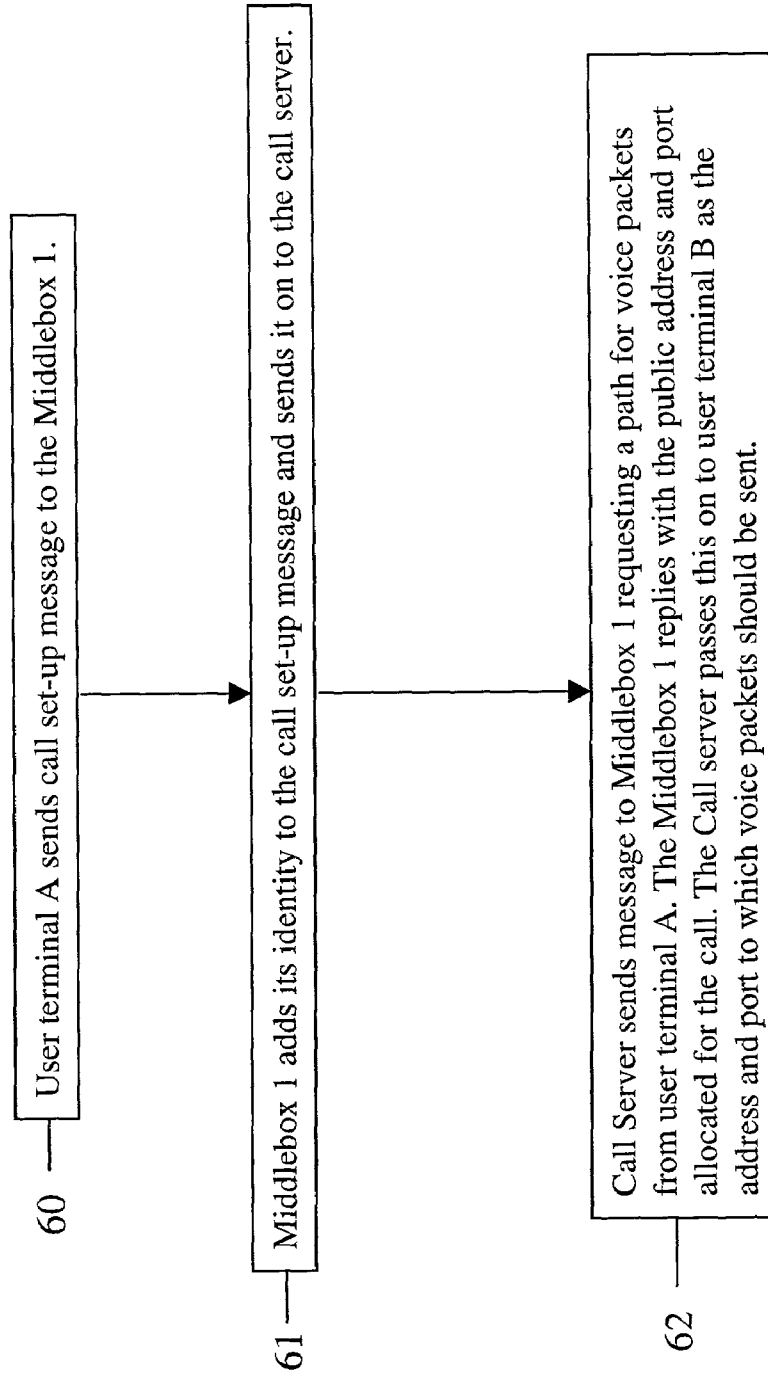 60
User terminal A sends call set-up message to the Middlebox 1.
61
Middlebox 1 adds its identity to the call set-up message and sends it on to the call server.
62
Call Server sends message to Middlebox 1 requesting a path for voice packets
from user terminal A. The Middlebox 1 replies with the public address and port
allocated for the call. The Call server passes this on to user terminal B as the
address and port to which voice packets should be sent.